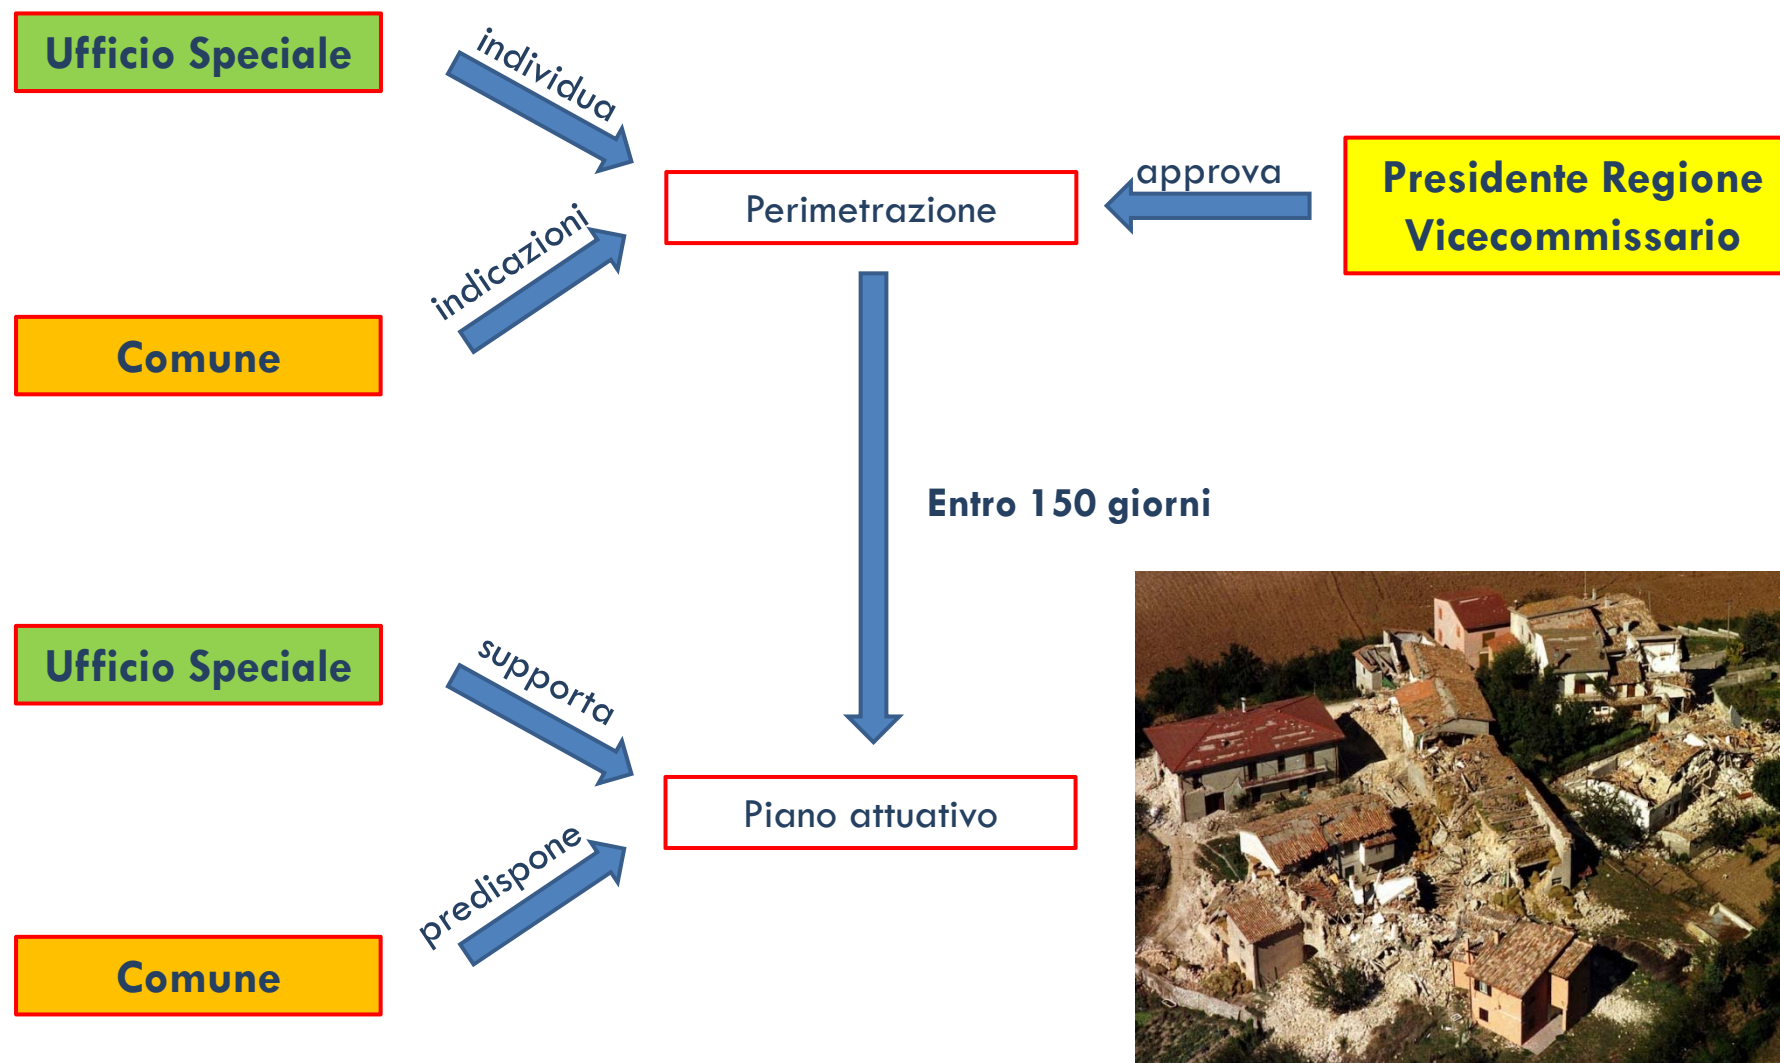 Ufficio Speciale
individua
Perimetrazione
approva
Presidente Regione
Vicecommissario
indicazioni
Comune
Entro 150 giorni
Ufficio Speciale
supporta
Piano attuativo
predispone
Comune